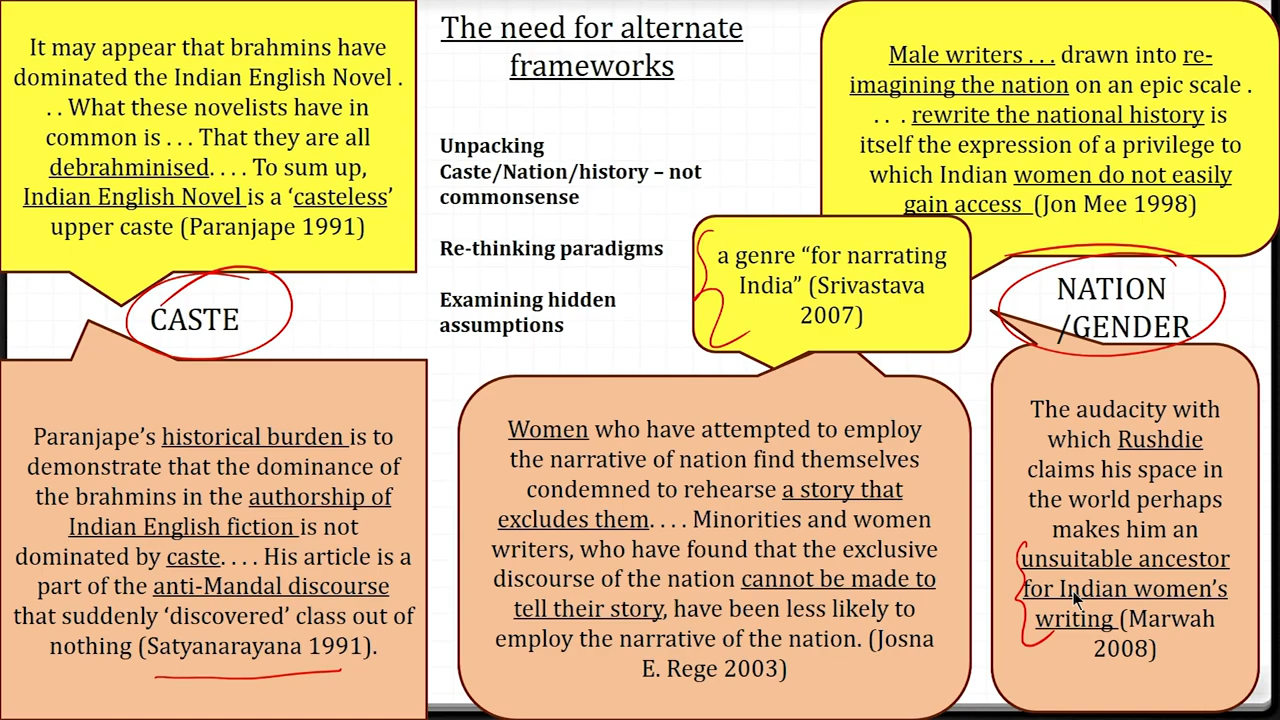 The need for alternate
frameworks
It may appear that brahmins have
dominated the Indian English Novel .
. . What these novelists have in
common is . . . That they are all
debrahminised. . . . To sum up,
Indian English Novel is a ‘casteless’
upper caste (Paranjape 1991)
CASTE
Paranjape’s historical burden is to
demonstrate that the dominance of
the brahmins in the authorship of
Indian English fiction is not
dominated by caste. . . . His article is a
part of the anti-Mandal discourse
that suddenly ‘discovered’ class out of
nothing (Satyanarayana 1991).
Unpacking
Caste/Nation/history – not
commonsense
Re-thinking paradigms
Examining hidden
assumptions
Male writers . . . drawn into re-
imagining the nation on an epic scale .
. . . rewrite the national history is
itself the expression of a privilege to
which Indian women do not easily
gain access (Jon Mee 1998)
a genre “for narrating
India” (Srivastava
2007)
NATION
/GENDER
Women who have attempted to employ
the narrative of nation find themselves
condemned to rehearse a story that
excludes them. . . . Minorities and women
writers, who have found that the exclusive
discourse of the nation cannot be made to
tell their story, have been less likely to
employ the narrative of the nation. (Josna
E. Rege 2003)
The audacity with
which Rushdie
claims his space in
the world perhaps
makes him an
unsuitable ancestor
for Indian women’s
writing (Marwah
2008)